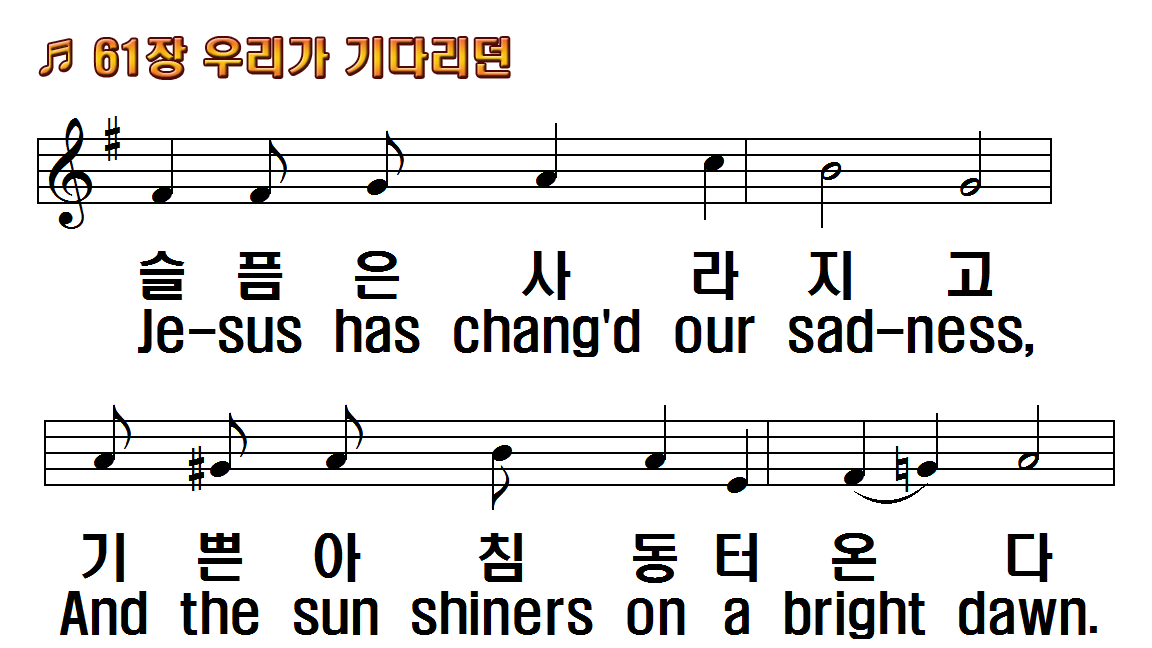 61장 우리가 기다리던
슬 픔 은 사 라 지 고
Je-sus has chang'd our sad-ness,
기 쁜 아 침 동 터 온 다
And the sun shiners on a bright dawn.